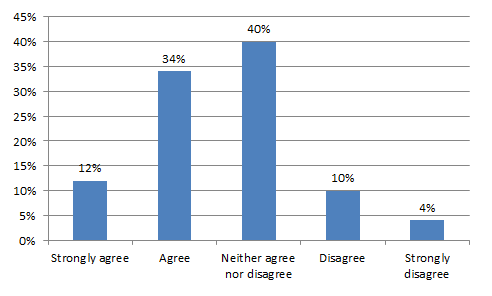 45%
40%
35%
30%
25%
20%
15%
10%
5%
0%
12%
34%
40%
10%
4%
Strongly agree
Agree
Neither agree
nor disagree
Disagree
Strongly
disagree